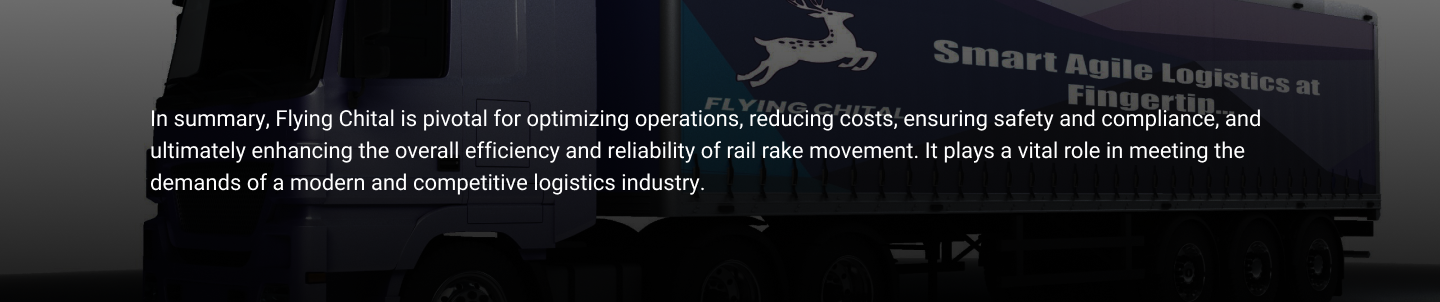 Smart Agile Logistics at
Fingertip...
FLYING CHITAL
In summary, Flying Chital is pivotal for optimizing operations, reducing costs, ensuring safety and compliance, and
ultimately enhancing the overall efficiency and reliability of rail rake movement. It plays a vital role in meeting the
demands of a modern and competitive logistics industry.